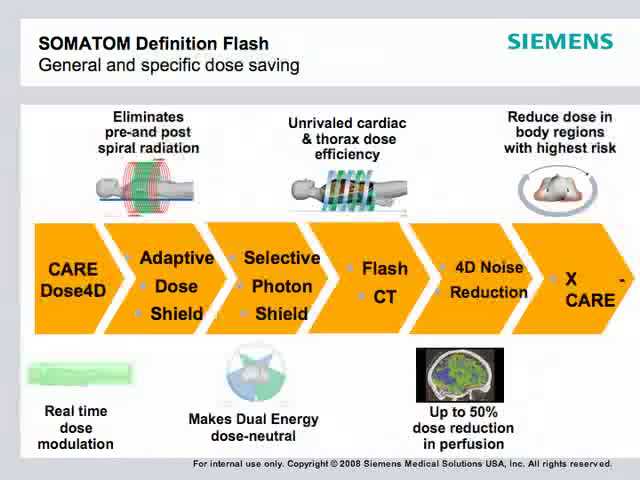 SOMATOM Definition Flash
General and specific dose saving
SIEMENS
Eliminates
pre-and post
spiral radiation
Unrivaled cardiac
& thorax dose
efficiency
Reduce dose in
body regions
with highest risk
CARE
Dose4D
Adaptive
Dose
Shield
Selective
Photon
Shield
Flash
CT
4D Noise
Reduction
X -
CARE
Real time
dose
modulation
Makes Dual Energy
dose-neutral
Up to 50%
dose reduction
in perfusion
For internal use only. Copyright © 2008 Siemens Medical Solutions USA, Inc. All rights reserved.